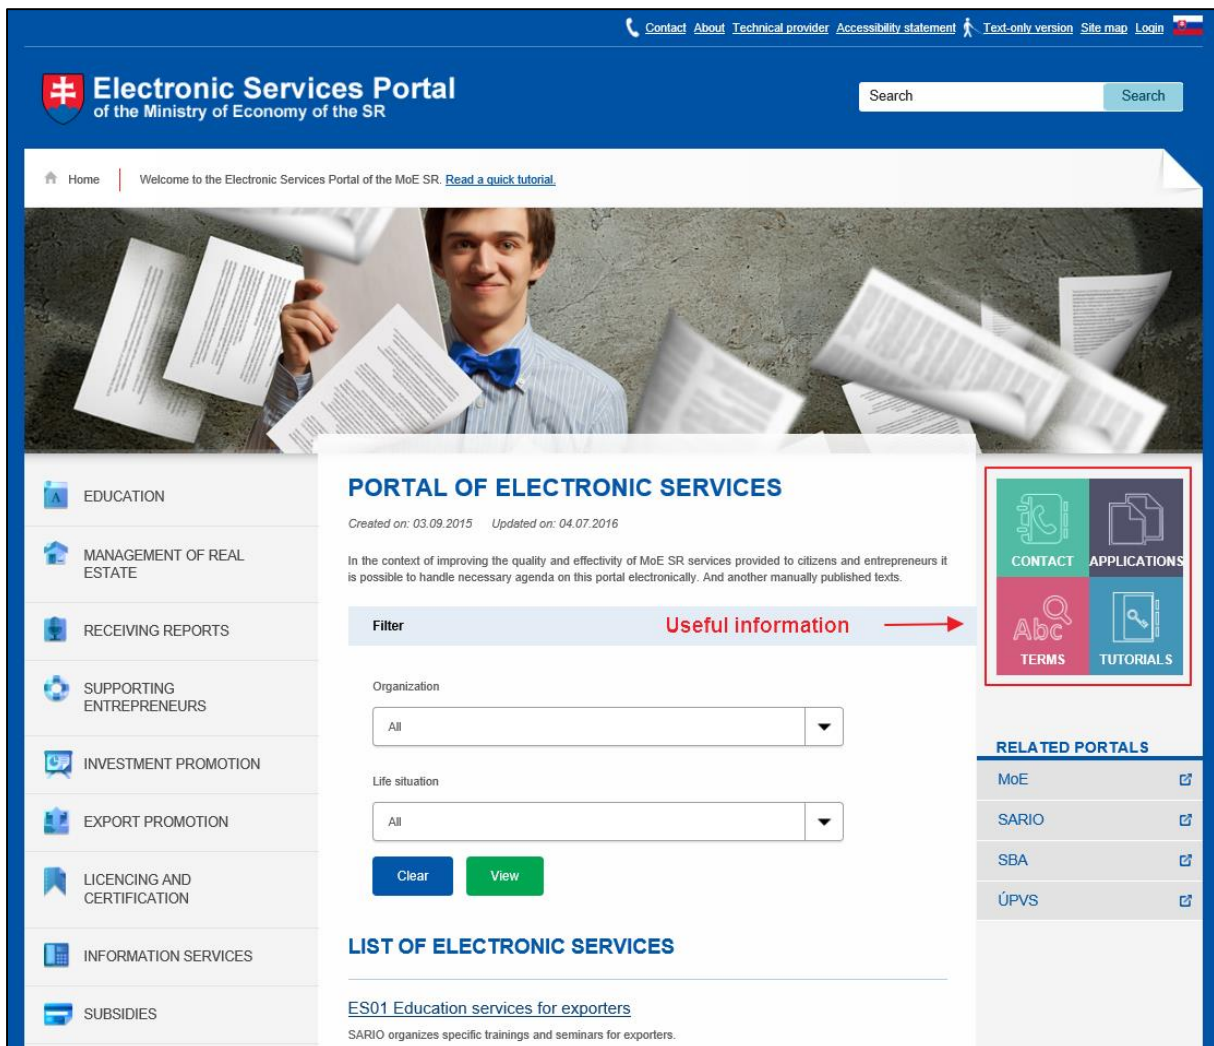 Contact About Technical provider Accessibility statement Text-only version Site map Login
Electronic Services Portal
of the Ministry of Economy of the SR
Search Search
Home Welcome to the Electronic Services Portal of the MoE SR. Read a quick tutorial.
EDUCATION
MANAGEMENT OF REAL
ESTATE
RECEIVING REPORTS
SUPPORTING
ENTREPRENEURS
INVESTMENT PROMOTION
EXPORT PROMOTION
LICENCING AND
CERTIFICATION
INFORMATION SERVICES
SUBSIDIES
PORTAL OF ELECTRONIC SERVICES
Created on: 03.09.2015 Updated on: 04.07.2016
In the context of improving the quality and effectivity of MoE SR services provided to citizens and entrepreneurs it
is possible to handle necessary agenda on this portal electronically. And another manually published texts.
Filter
Useful information
Organization
All
Life situation
All
Clear View
LIST OF ELECTRONIC SERVICES
ES01 Education services for exporters
SARIO organizes specific trainings and seminars for exporters.
CONTACT APPLICATIONS
Abc
TERMS TUTORIALS
RELATED PORTALS
MoE
SARIO
SBA
ÚPVS